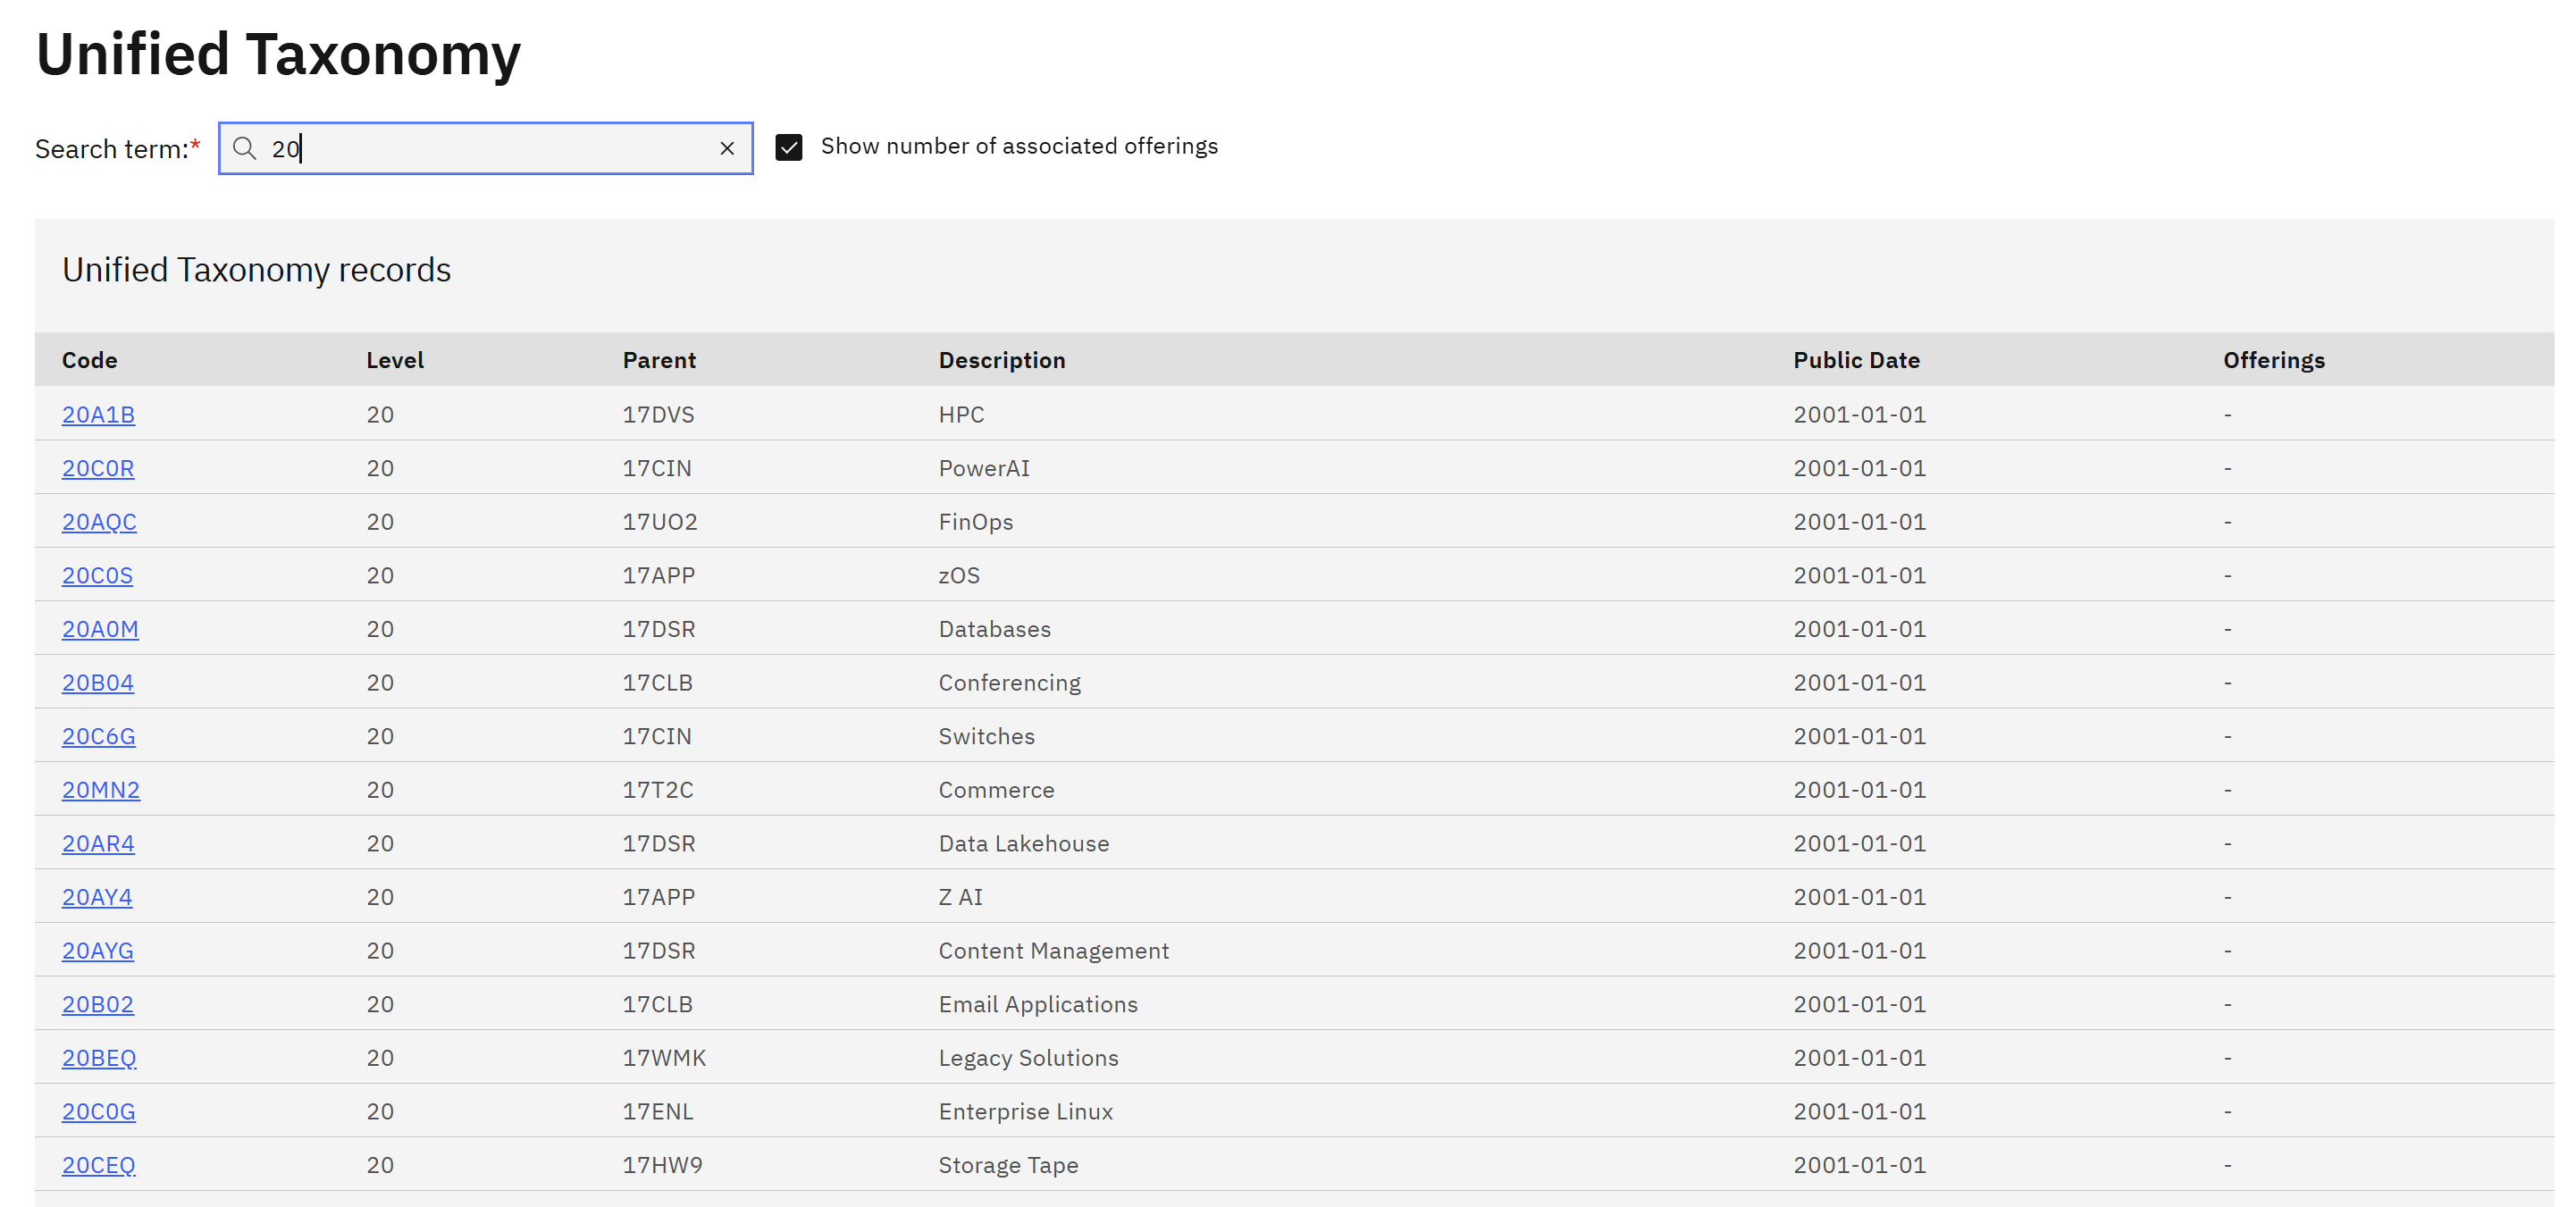 Unified Taxonomy
Search term:* 20 Show number of associated offerings
Unified Taxonomy records
Code Level Parent Description Public Date Offerings
20A1B 20 17DVS HPC 2001-01-01 -
20C0R 20 17CIN PowerAI 2001-01-01 -
20AQC 20 17UO2 FinOps 2001-01-01 -
20C0S 20 17APP zOS 2001-01-01 -
20A0M 20 17DSR Databases 2001-01-01 -
20B04 20 17CLB Conferencing 2001-01-01 -
20C6G 20 17CIN Switches 2001-01-01 -
20MN2 20 17T2C Commerce 2001-01-01 -
20AR4 20 17DSR Data Lakehouse 2001-01-01 -
20AY4 20 17APP Z AI 2001-01-01 -
20AYG 20 17DSR Content Management 2001-01-01 -
20B02 20 17CLB Email Applications 2001-01-01 -
20BEQ 20 17WMK Legacy Solutions 2001-01-01 -
20C0G 20 17ENL Enterprise Linux 2001-01-01 -
20CEQ 20 17HW9 Storage Tape 2001-01-01 -